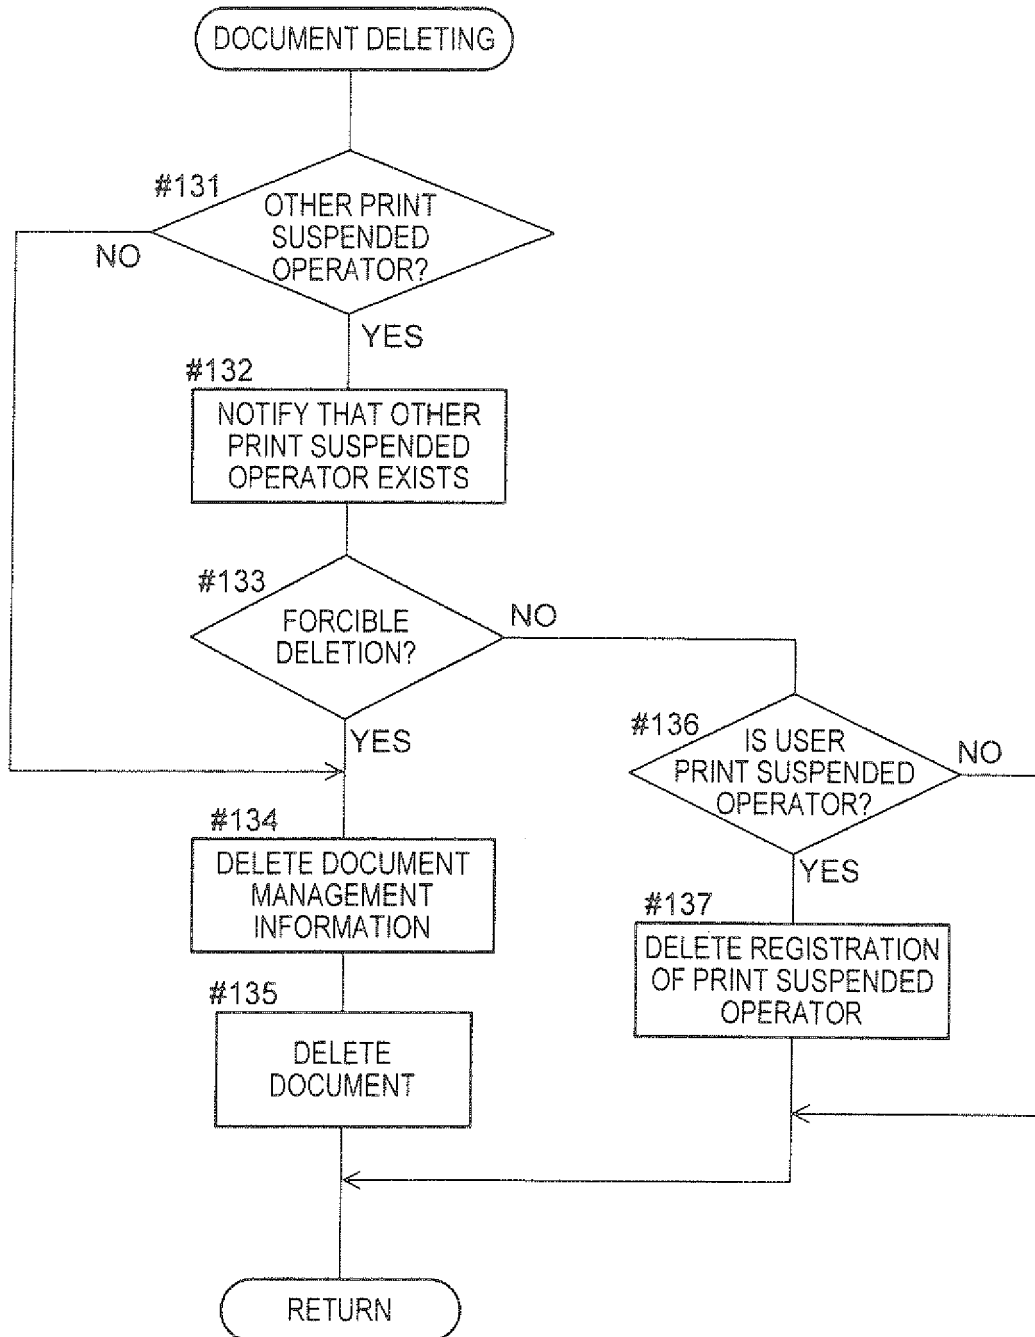 DOCUMENT DELETING
#131
OTHER PRINT
SUSPENDED
OPERATOR?
NO
YES
#132
NOTIFY THAT OTHER
PRINT SUSPENDED
OPERATOR EXISTS
#133
FORCIBLE
DELETION?
NO
YES
#136
IS USER
PRINT SUSPENDED
OPERATOR?
NO
YES
#134
DELETE DOCUMENT
MANAGEMENT
INFORMATION
#137
DELETE REGISTRATION
OF PRINT SUSPENDED
OPERATOR
#135
DELETE
DOCUMENT
RETURN